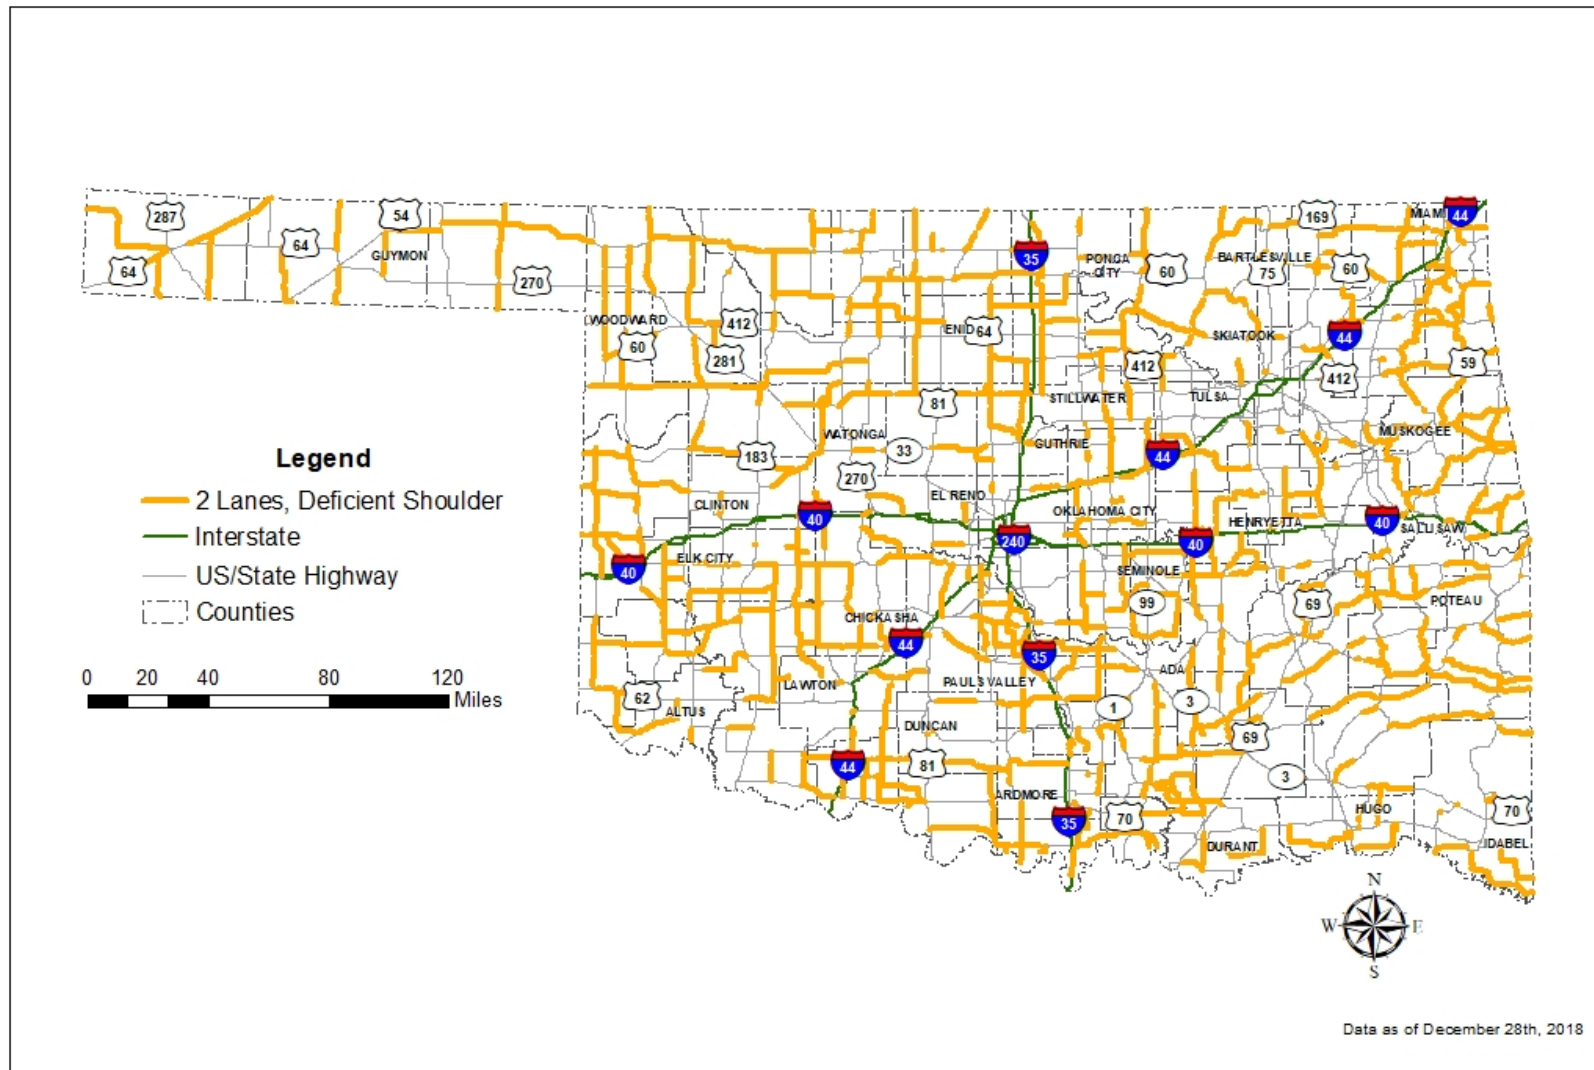 287
54
64
GUYMON
64
270
35
PONCA
CITY
60
BARTLESVILLE
75
169
60
MIAMI
44
WOODWARD
60
412
281
ENID
64
412
SKIATOOK
44
412
59
81
STILLWATER
TULSA
WATONGA
33
GUTHRIE
44
MUSKOGEE
183
270
Legend
2 Lanes, Deficient Shoulder
Interstate
US/State Highway
Counties
CLINTON
40
EL RENO
OKLAHOMA CITY
240
40
HENRYETTA
40
SALLISAW
40
ELK CITY
SEMINOLE
99
69
POTEAU
CHICKASHA
44
35
ADA
0 20 40 80 120
Miles
62
ALTUS
LAWTON
PAULS VALLEY
1
3
DUNCAN
69
44
81
3
ARDMORE
35
70
HUGO
70
DURANT
IDABEL
N
W E
S
Data as of December 28th, 2018